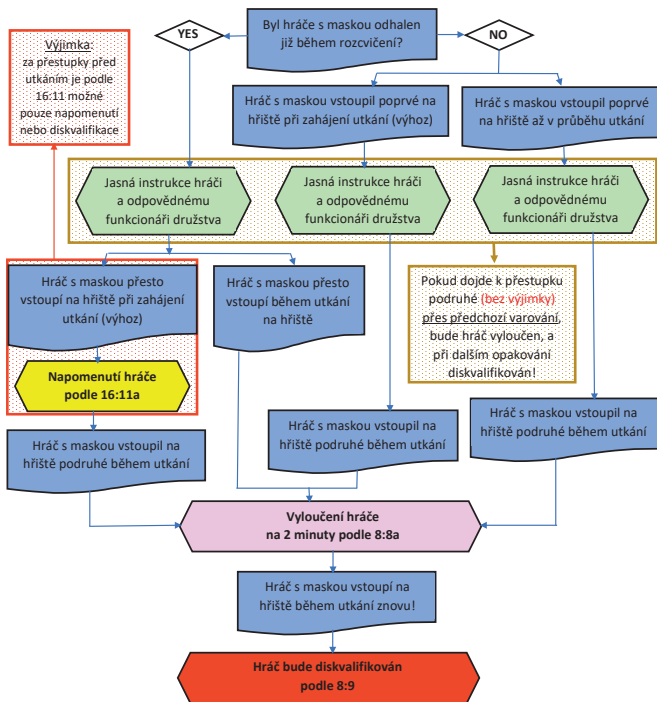 Výjimka:
za přestupky před
utkáním je podle
16:11 možné
pouze napomenutí
nebo diskvalifikace
YES
Byl hráče s maskou odhalen
již během rozcvičení?
NO
Hráč s maskou vstoupil poprvé na
hřiště při zahájení utkání (výhoz)
Hráč s maskou vstoupil poprvé
na hřiště až v průběhu utkání
Jasná instrukce hráči
a odpovědnému
funkcionáři družstva
Jasná instrukce hráči
a odpovědnému
funkcionáři družstva
Jasná instrukce hráči
a odpovědnému
funkcionáři družstva
Hráč s maskou přesto
vstoupí na hřiště při zahájení
utkání (výhoz)
Hráč s maskou přesto
vstoupí během utkání
na hřiště
Pokud dojde k přestupku
podruhé (bez výjimky)
přes předchozí varování,
bude hráč vyloučen, a
při dalším opakování
diskvalifikován!
Napomenutí hráče
podle 16:11a
Hráč s maskou vstoupil na
hřiště podruhé během utkání
Hráč s maskou vstoupil na
hřiště podruhé během utkání
Hráč s maskou vstoupil na
hřiště podruhé během utkání
Vyloučení hráče
na 2 minuty podle 8:8a
Hráč s maskou vstoupí na
hřiště během utkání znovu!
Hráč bude diskvalifikován
podle 8:9